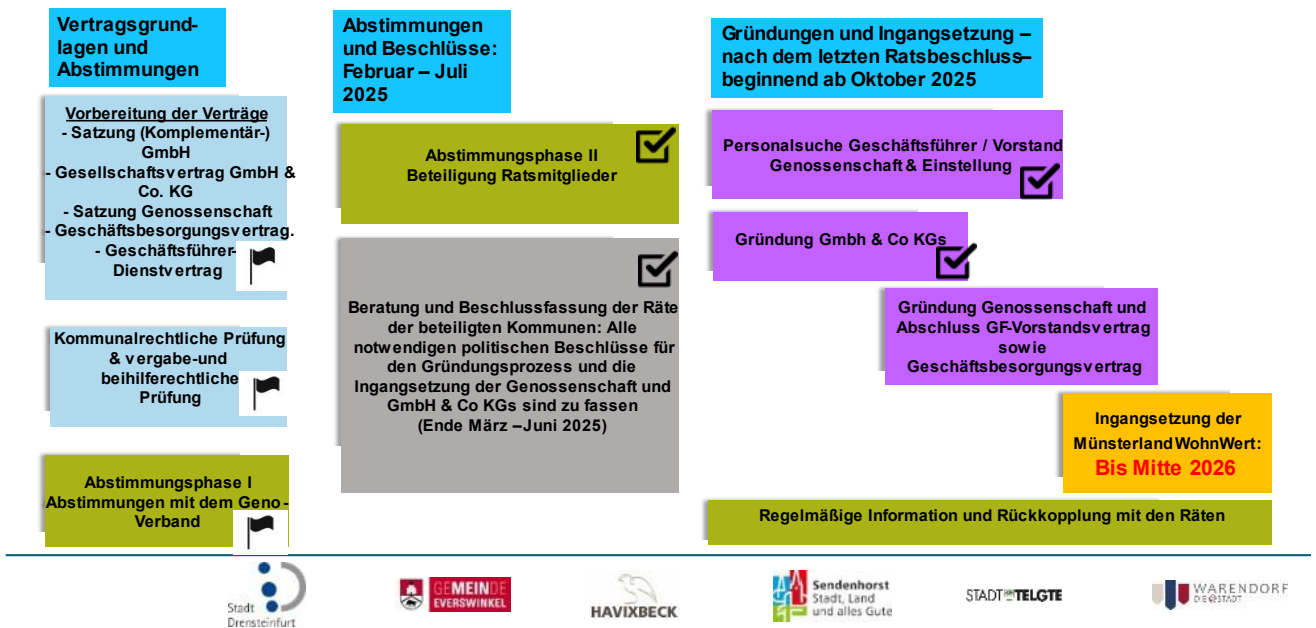 Vertragsgrund-
lagen und
Abstimmungen
Vorbereitung der Verträge
- Satzung (Komplementär-)
GmbH
- Gesellschaftsvertrag GmbH &
Co. KG
- Satzung Genossenschaft
- Geschäftsbesorgungsvertrag.
- Geschäftsführer-
Dienstvertrag
Kommunalrechtliche Prüfung
& vergabe-und
beihilferechtliche
Prüfung
Abstimmungsphase I
Abstimmungen mit dem Geno-
Verband
Abstimmungen
und Beschlüsse:
Februar – Juli
2025
Abstimmungsphase II
Beteiligung Ratsmitglieder
Beratung und Beschlussfassung der Räte
der beteiligten Kommunen: Alle
notwendigen politischen Beschlüsse für
den Gründungsprozess und die
Ingangsetzung der Genossenschaft und
GmbH & Co KGs sind zu fassen
(Ende März –Juni 2025)
Gründungen und Ingangsetzung –
nach dem letzten Ratsbeschluss–
beginnend ab Oktober 2025
Personalsuche Geschäftsführer / Vorstand
Genossenschaft & Einstellung
Gründung Gmbh & Co KGs
Gründung Genossenschaft und
Abschluss GF-Vorstandsvertrag
sowie
Geschäftsbesorgungsvertrag
Ingangsetzung der
MünsterlandWohnWert:
Bis Mitte 2026
Regelmäßige Information und Rückkopplung mit den Räten
Stadt
Drensteinfurt
GEMEINDE
EVERSWINKEL
HAVIXBECK
Sendenhorst
Stadt, Land
und alles Gute
STADT TELGTE
WARENDORF
DIE STADT